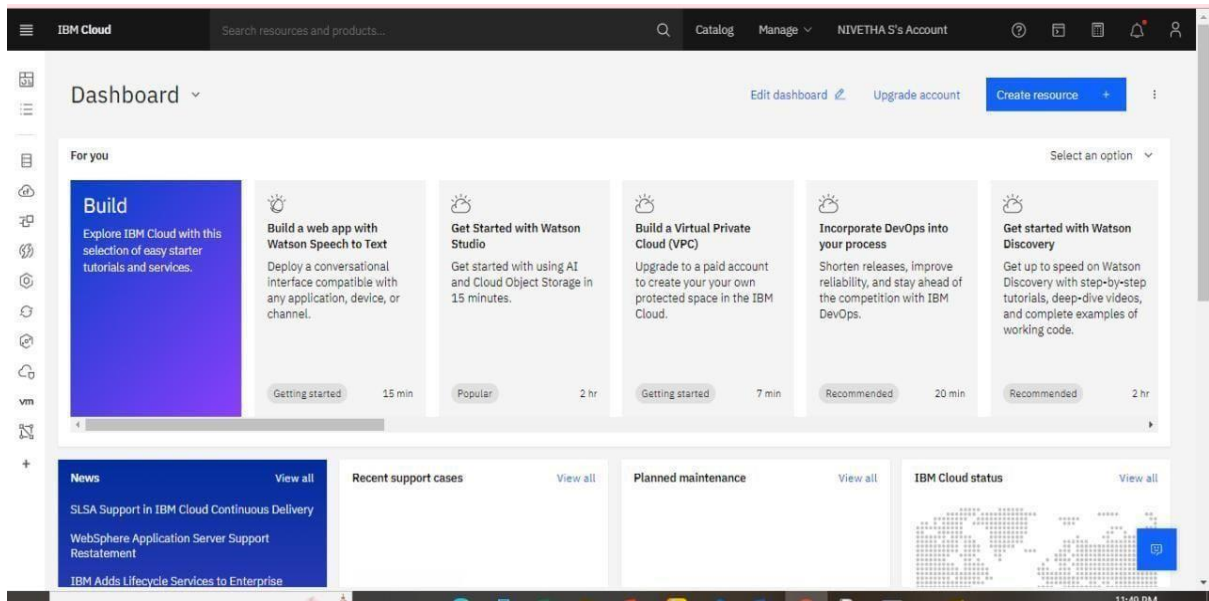 IBM Cloud
Search resources and products...
Catalog
Manage
NIVETHA S's Account
Dashboard
Edit dashboard
Upgrade account
Create resource +
For you
Select an option
Build
Explore IBM Cloud with this
selection of easy starter
tutorials and services.
Build a web app with
Watson Speech to Text
Deploy a conversational
interface compatible with
any application, device, or
channel.
Getting started
15 min
Get Started with Watson
Studio
Get started with using AI
and Cloud Object Storage in
15 minutes.
Popular
2 hr
Build a Virtual Private
Cloud (VPC)
Upgrade to a paid account
to create your your own
protected space in the IBM
Cloud.
Getting started
7 min
Incorporate DevOps into
your process
Shorten releases, improve
reliability, and stay ahead of
the competition with IBM
DevOps.
Recommended
20 min
Get started with Watson
Discovery
Get up to speed on Watson
Discovery with step-by-step
tutorials, deep-dive videos,
and complete examples of
working code.
Recommended
2 hr
vm
News
View all
SLSA Support in IBM Cloud Continuous Delivery
WebSphere Application Server Support
Restatement
IBM Adds Lifecycle Services to Enterprise
Recent support cases
View all
Planned maintenance
View all
IBM Cloud status
View all
11:49 PM